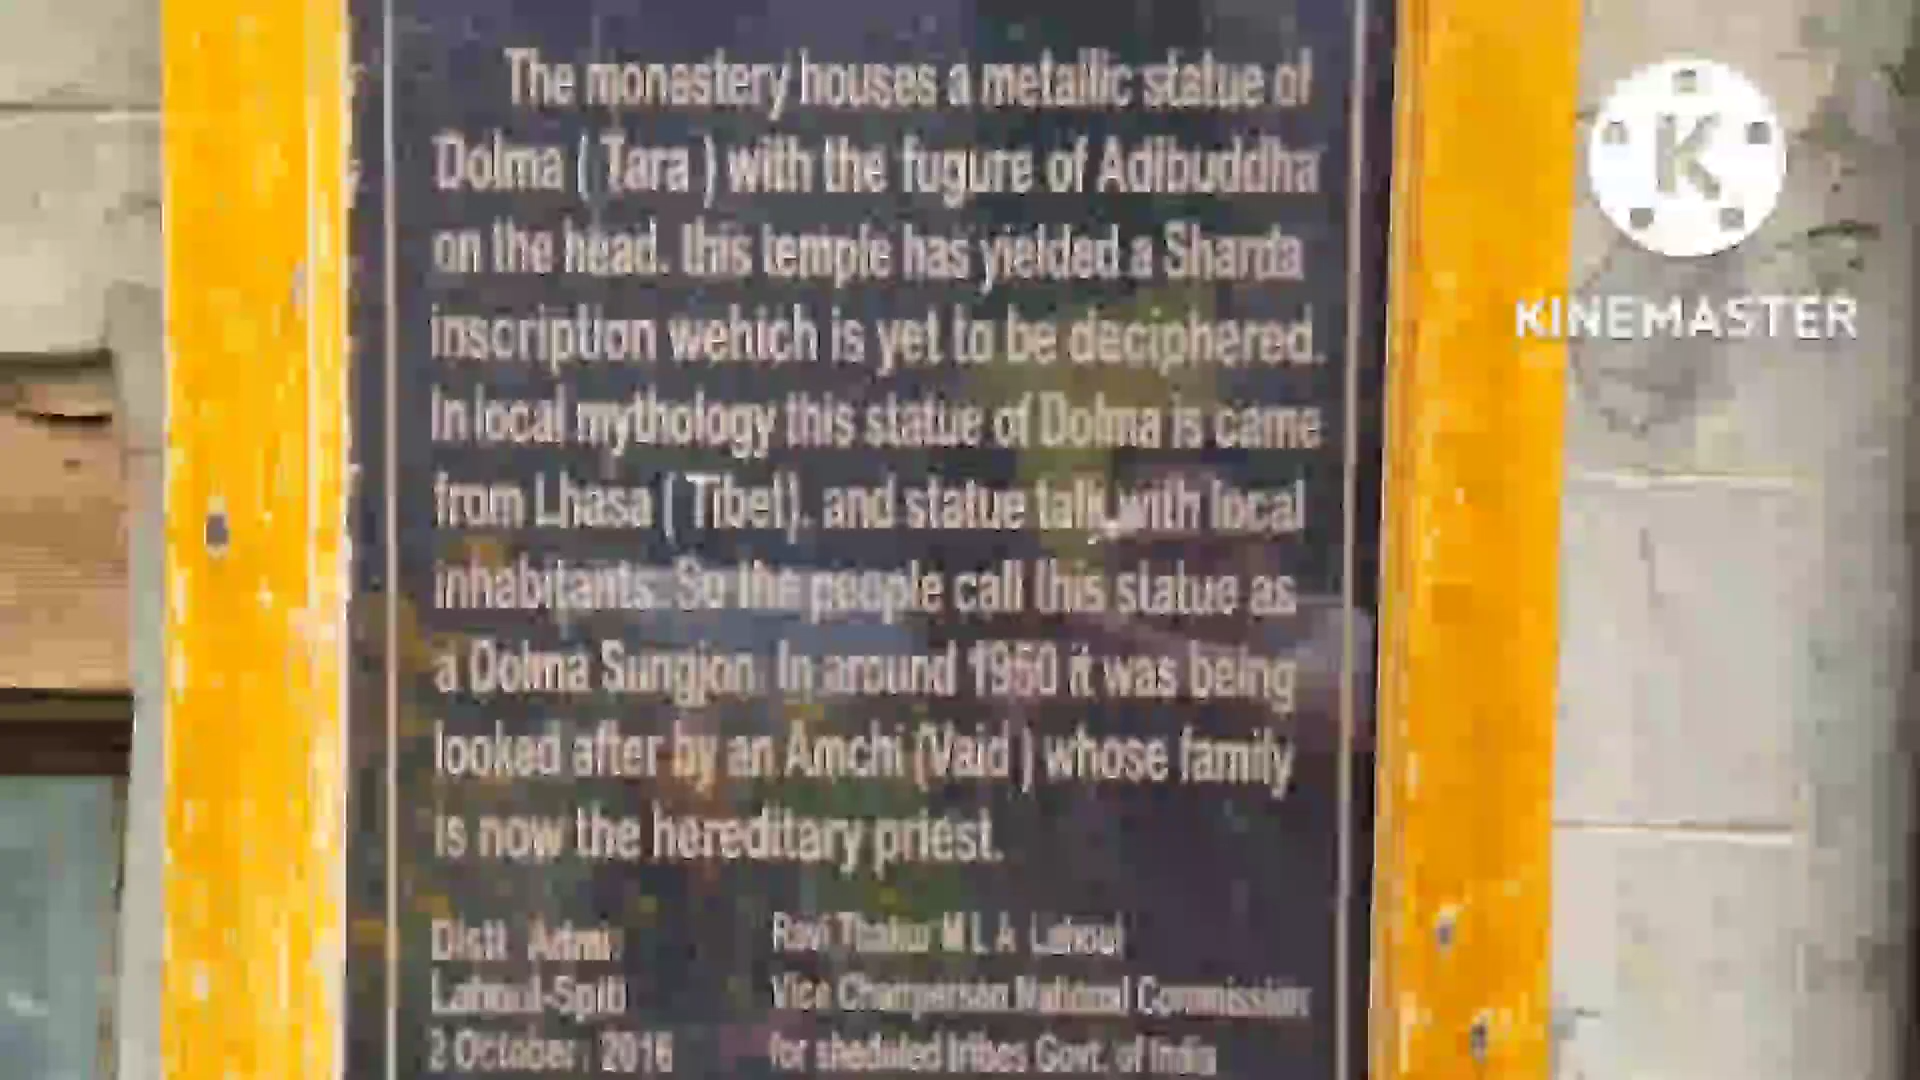 The monastery houses a metallic statue of
Dolma ( Tara ) with the fugure of Adibuddha
on the head. this temple has yielded a Sharda
inscription wehich is yet to be deciphered.
In local mythology this statue of Dolma is came
from Lhasa ( Tibet). and statue talk with local
inhabitants. So the people call this statue as
a Dolma Sungjon. In around 1950 it was being
looked after by an Amchi (Vaid ) whose family
is now the hereditary priest.
Distt Admi.
Lahoul-Spiti
2 October, 2016
Ravi Thakur M L A Lahoul
Vice Chairperson National Commission
for sheduled tribes Govt. of India
KINEMASTER